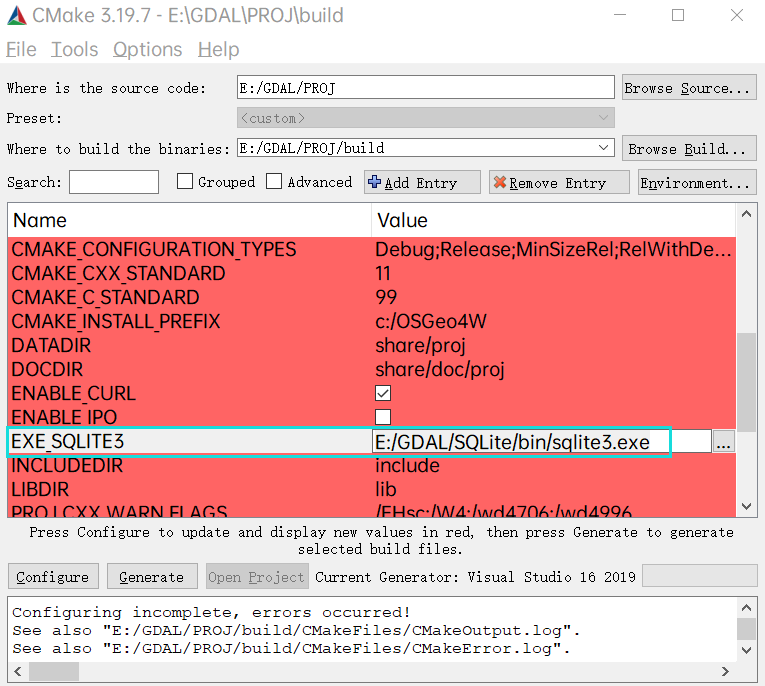 CMake 3.19.7 - E:\GDAL\PROJ\build
File Tools Options Help
Where is the source code: E:/GDAL/PROJ Browse Source...
Preset: <custom>
Where to build the binaries: E:/GDAL/PROJ/build Browse Build...
Search: Grouped Advanced Add Entry Remove Entry Environment...
Name Value
CMAKE_CONFIGURATION_TYPES Debug;Release;MinSizeRel;RelWithDe...
CMAKE_CXX_STANDARD 11
CMAKE_C_STANDARD 99
CMAKE_INSTALL_PREFIX c:/OSGeo4W
DATADIR share/proj
DOCDIR share/doc/proj
ENABLE_CURL
ENABLE_IPO
EXE_SQLITE3 E:/GDAL/SQLite/bin/sqlite3.exe ...
INCLUDEDIR include
LIBDIR lib
PROJ_CXX_WARN_FLAGS /EHsc;/W4;/wd4706;/wd4996
Press Configure to update and display new values in red, then press Generate to generate
selected build files.
Configure Generate Open Project Current Generator: Visual Studio 16 2019
Configuring incomplete, errors occurred!
See also "E:/GDAL/PROJ/build/CMakeFiles/CMakeOutput.log".
See also "E:/GDAL/PROJ/build/CMakeFiles/CMakeError.log".